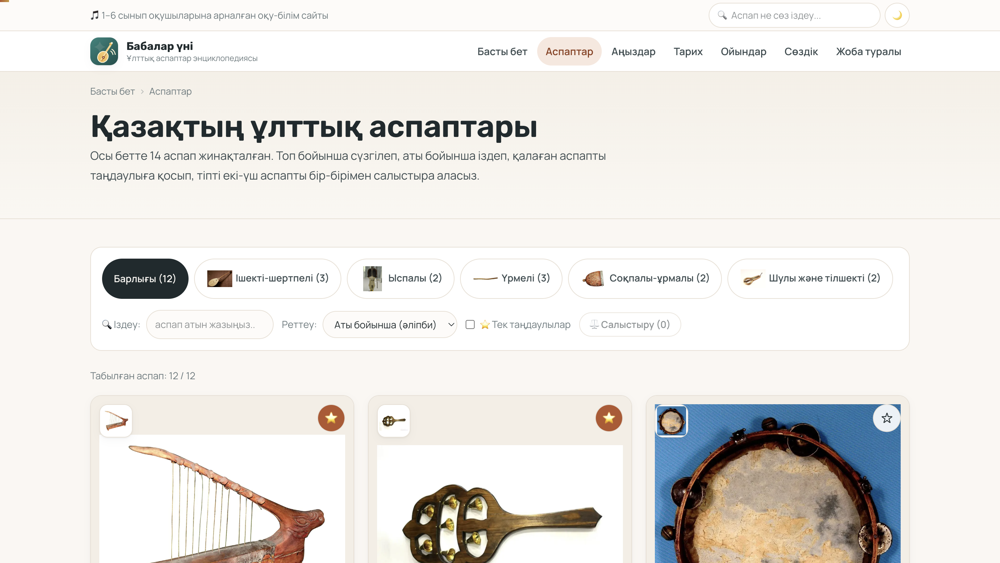 1–6 сынып оқушыларына арналған оқу-білім сайты
Аспап не сөз іздеу...
Бабалар үні
Ұлттық аспаптар энциклопедиясы
Басты бет
Аспаптар
Аңыздар
Тарих
Ойындар
Сөздік
Жоба туралы
Басты бет › Аспаптар
Қазақтың ұлттық аспаптары
Осы бетте 14 аспап жинақталған. Топ бойынша сүзгілеп, аты бойынша іздеп, қалаған аспапты
таңдаулыға қосып, тіпті екі-үш аспапты бір-бірімен салыстыра аласыз.
Барлығы (12)
Ішекті-шертпелі (3)
Ыспалы (2)
Үрмелі (3)
Соқпалы-ұрмалы (2)
Шулы және тілшекті (2)
Іздеу:
аспап атын жазыңыз..
Реттеу:
Аты бойынша (әліпби)
Тек таңдаулылар
Салыстыру (0)
Табылған аспап: 12 / 12